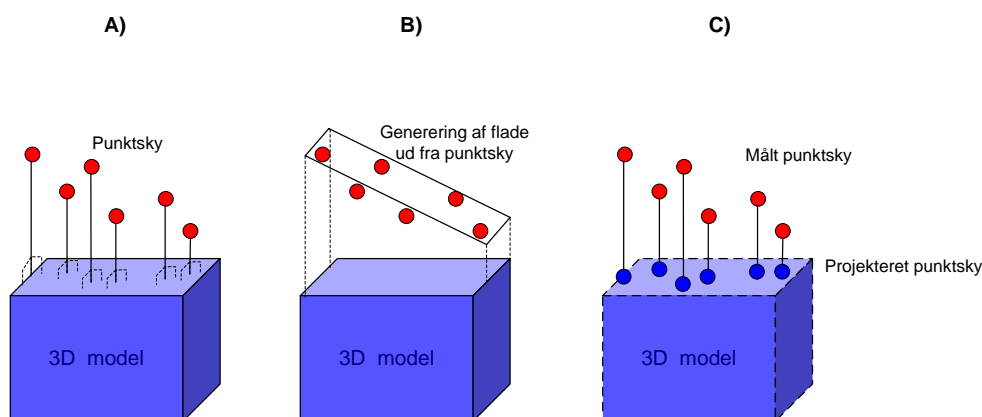 A)
B)
C)
Punktsky
Generering af flade
ud fra punktsky
Målt punktsky
Projekteret punktsky
3D model
3D model
3D model